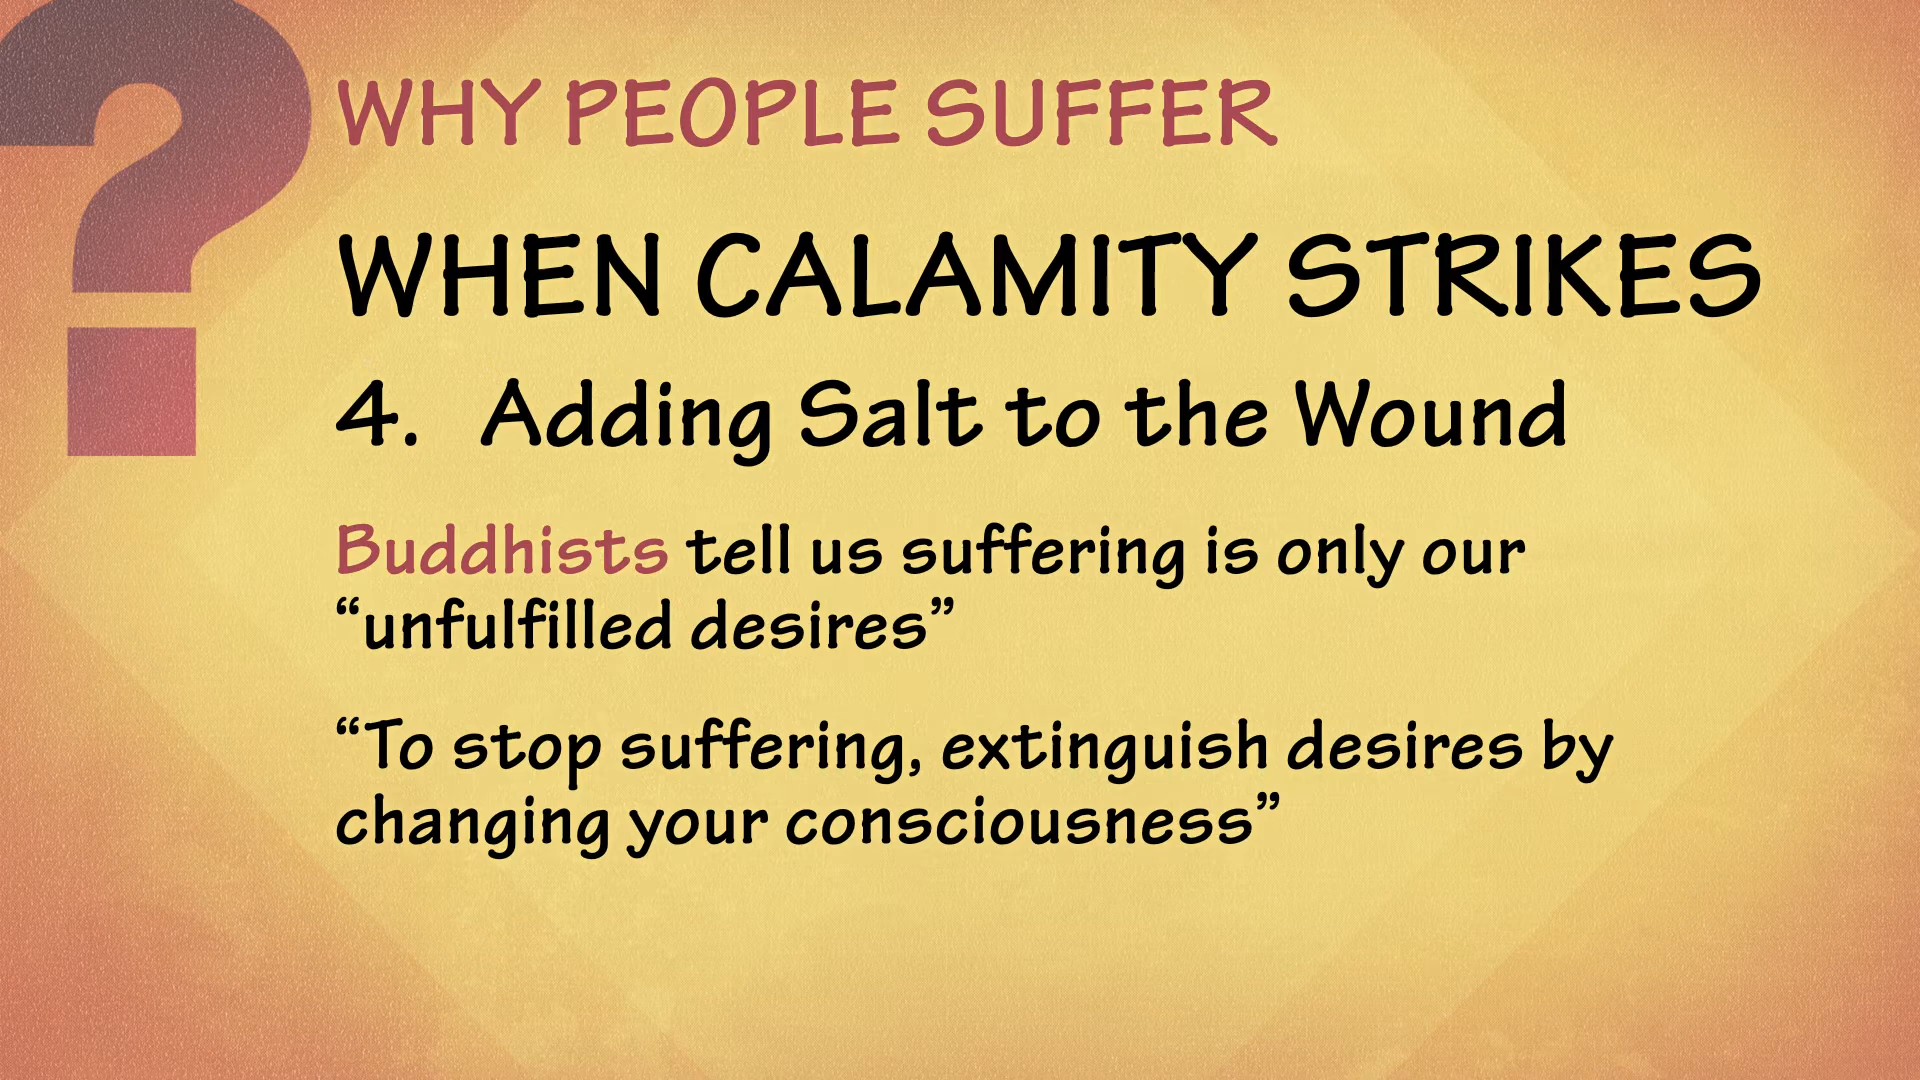 WHY PEOPLE SUFFER
WHEN CALAMITY STRIKES
4. Adding Salt to the Wound
Buddhists tell us suffering is only our
“unfulfilled desires”
“To stop suffering, extinguish desires by
changing your consciousness”